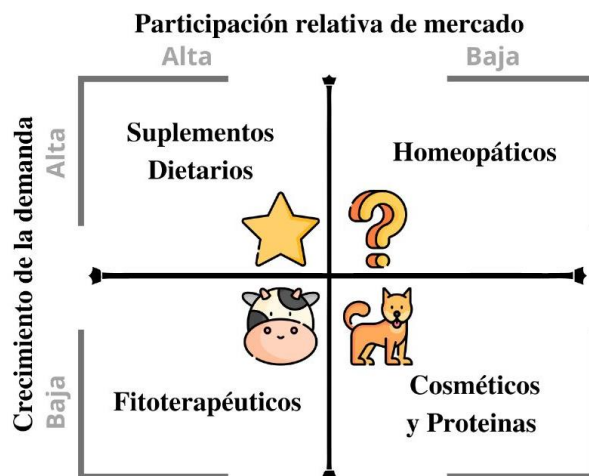 Participación relativa de mercado
Alta
Baja
Crecimiento de la demanda
Alta
Baja
Suplementos
Dietarios
Homeopáticos
Fitoterapéuticos
Cosméticos
y Proteinas